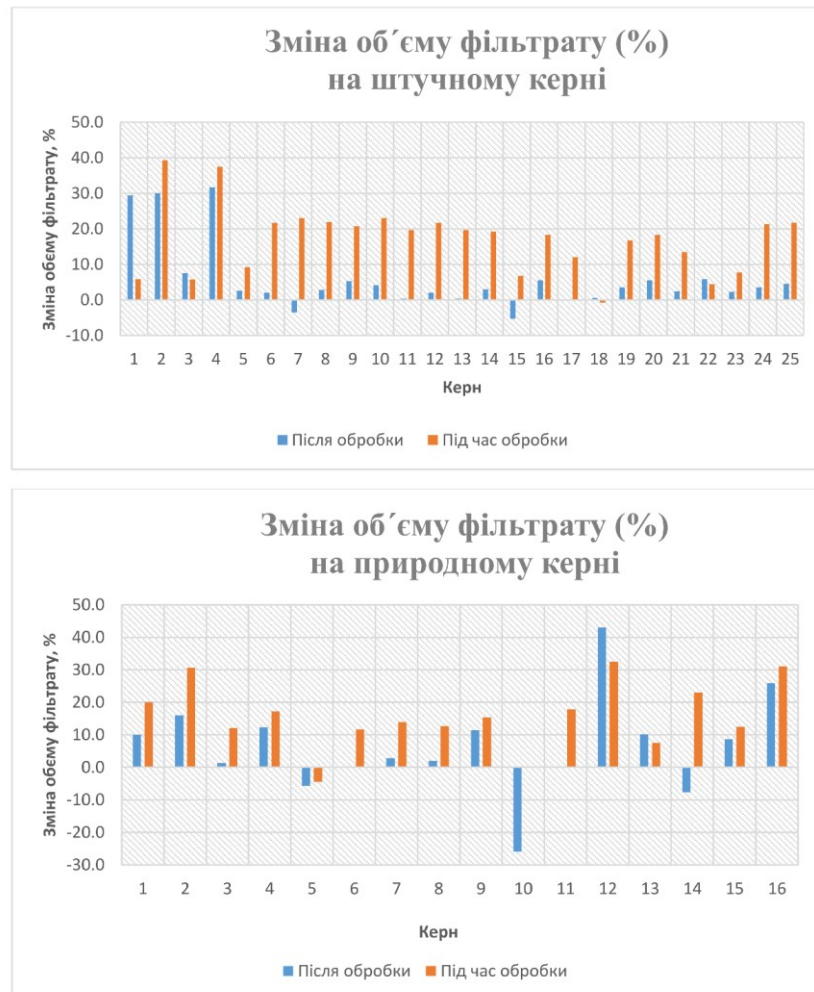 Зміна об´єму фільтрату (%)
на штучному керні
Зміна обєму фільтрату, %
50.0
40.0
30.0
20.0
10.0
0.0
-10.0
1 2 3 4 5 6 7 8 9 10 11 12 13 14 15 16 17 18 19 20 21 22 23 24 25
Керн
Після обробки Під час обробки
Зміна об´єму фільтрату (%)
на природному керні
Зміна обєму фільтрату, %
50.0
40.0
30.0
20.0
10.0
0.0
-10.0
-20.0
-30.0
1 2 3 4 5 6 7 8 9 10 11 12 13 14 15 16
Керн
Після обробки Під час обробки